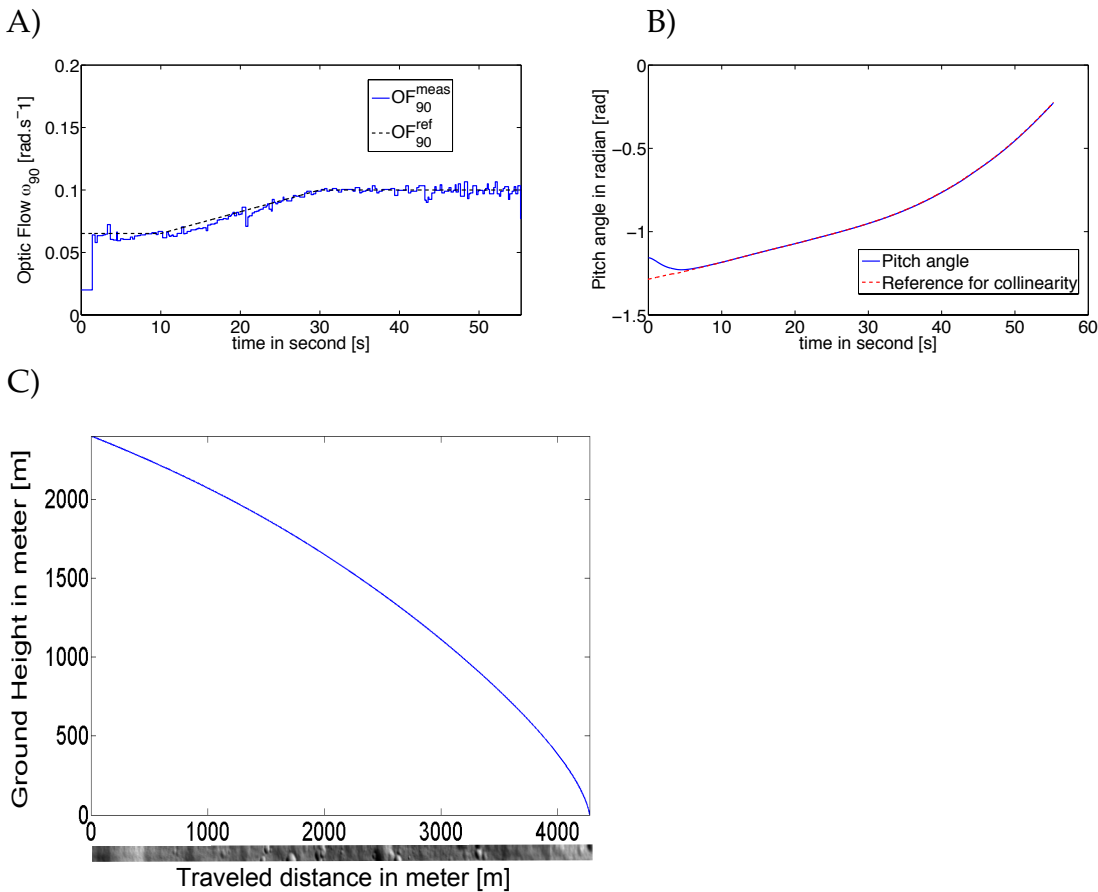 A)
Optic Flow ω90 [rad.s−1]
0.2
0.15
0.1
0.05
0
OF90meas
OF90ref
0 10 20 30 40 50
time in second [s]
B)
Pitch angle in radian [rad]
0
−0.5
−1
−1.5
Pitch angle
Reference for collinearity
0 10 20 30 40 50 60
time in second [s]
C)
Ground Height in meter [m]
2000
1500
1000
500
0
0 1000 2000 3000 4000
Traveled distance in meter [m]